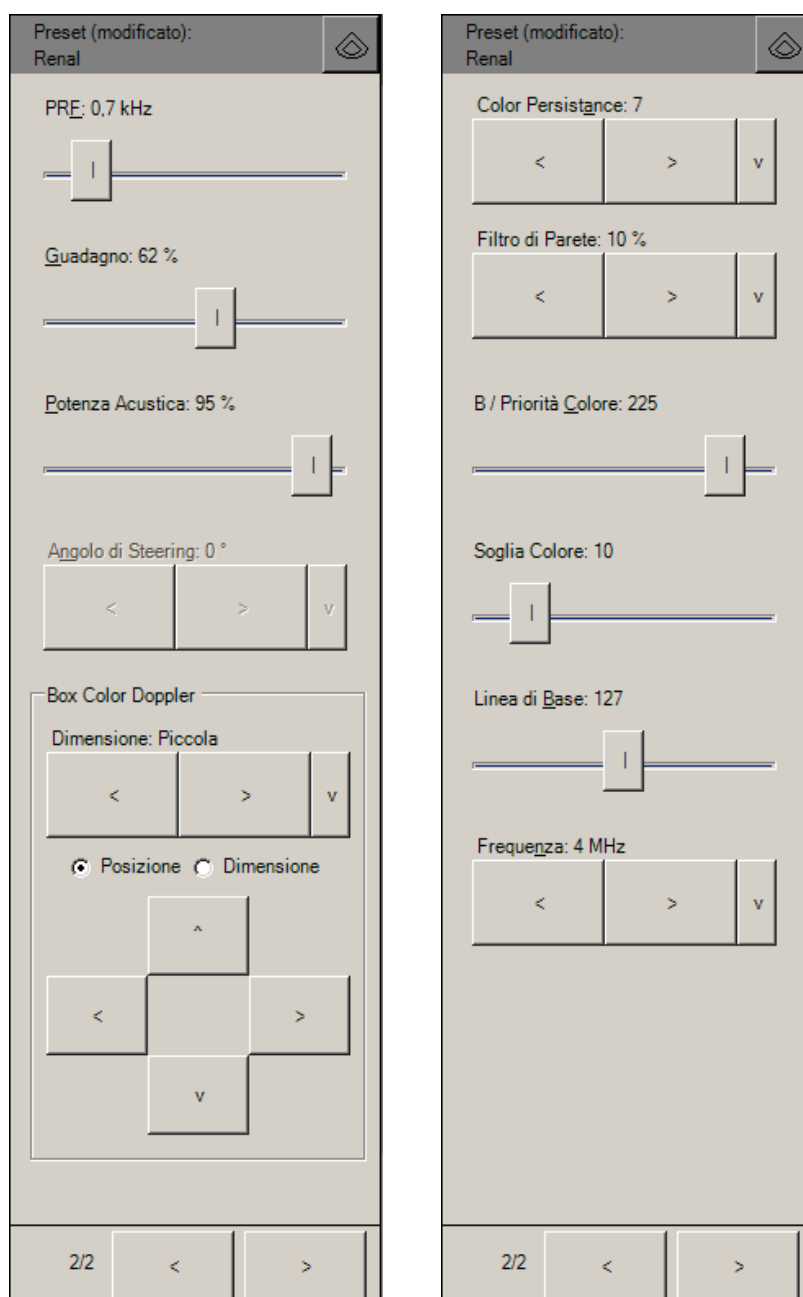 Preset (modificato):
Renal
PRF: 0,7 kHz
Guadagno: 62 %
Potenza Acustica: 95 %
Angolo di Steering: 0 °
< > v
Box Color Doppler
Dimensione: Piccola
< > v
Posizione Dimensione
^
< >
v
2/2 < >
Preset (modificato):
Renal
Color Persistance: 7
< > v
Filtro di Parete: 10 %
< > v
B / Priorità Colore: 225
Soglia Colore: 10
Linea di Base: 127
Frequenza: 4 MHz
< > v
2/2 < >